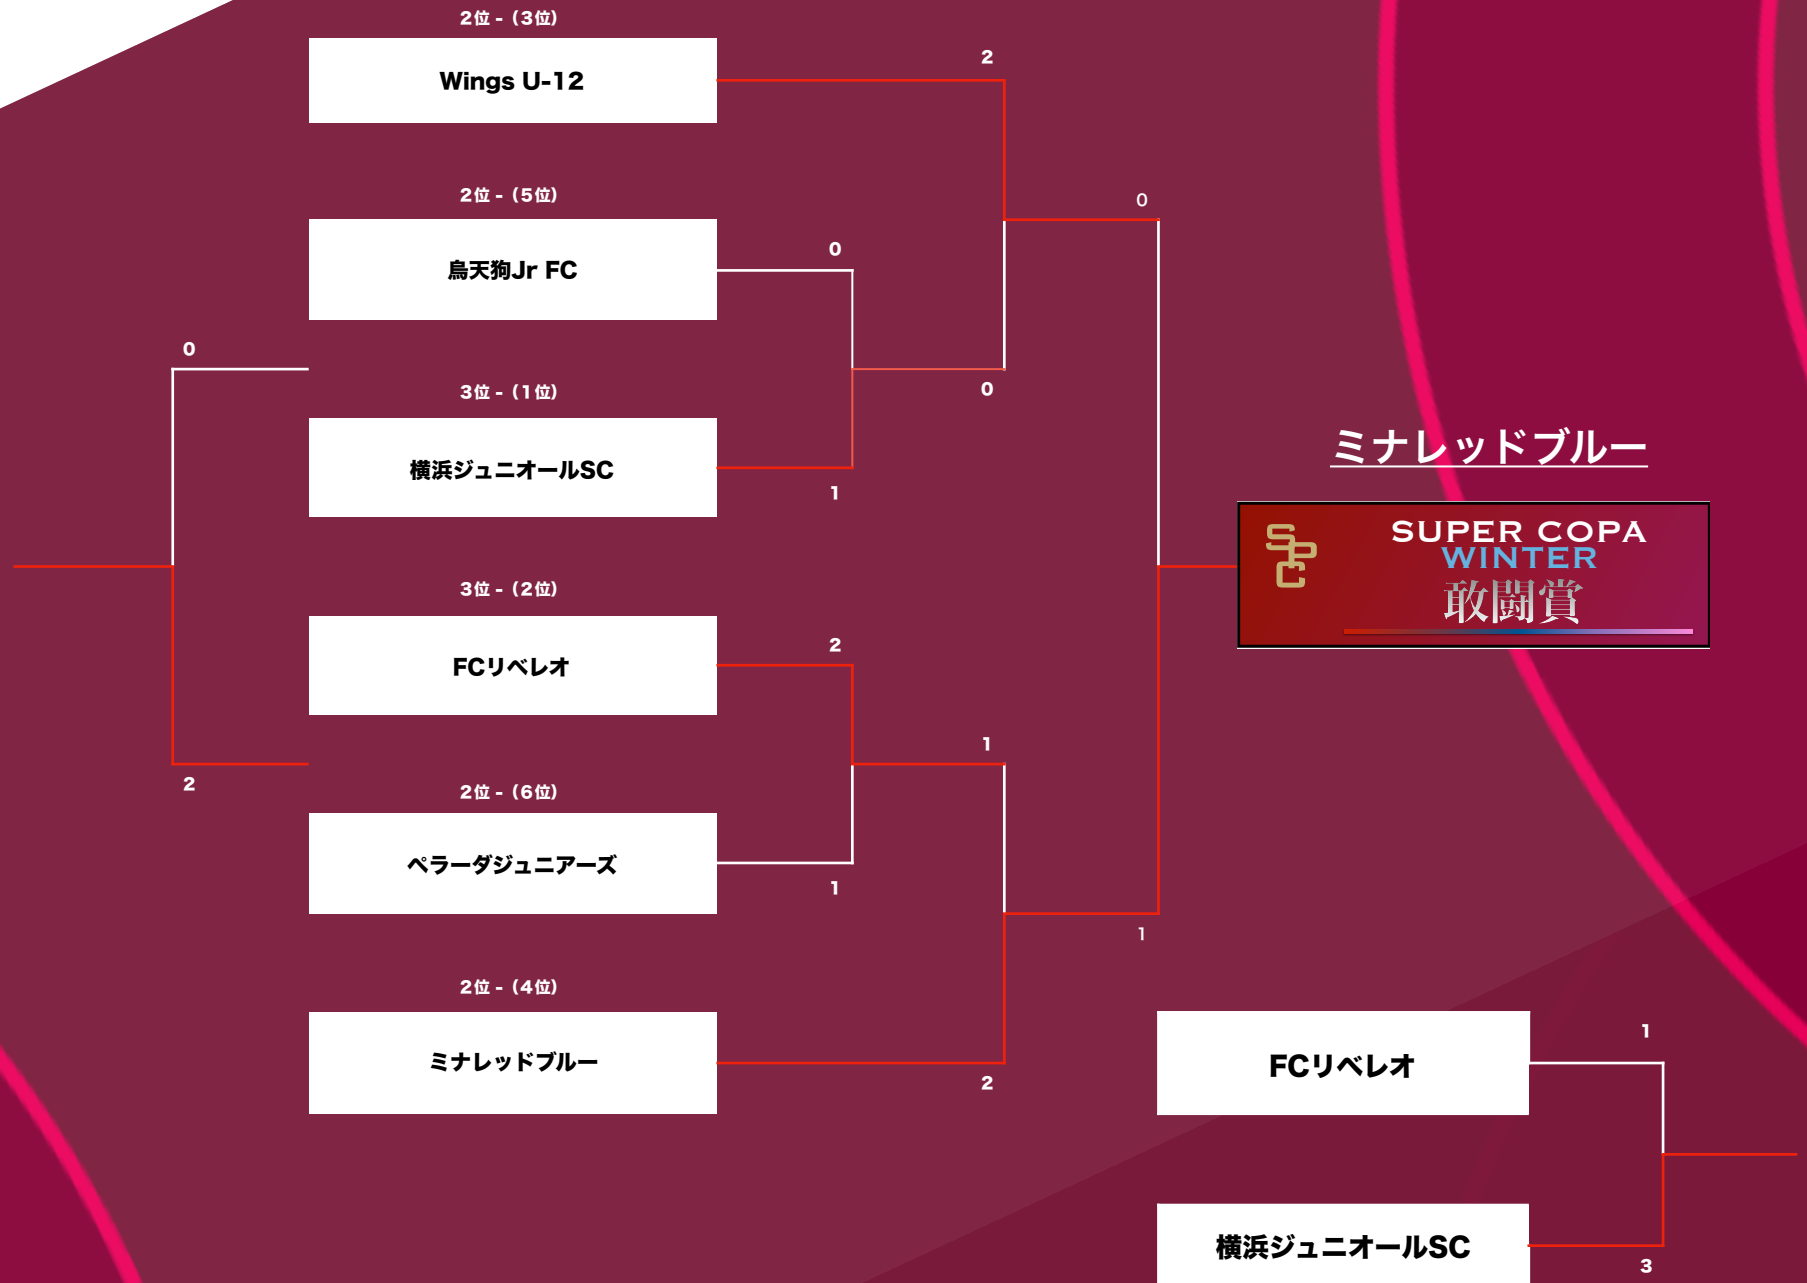 2位 -（3位）
Wings U-12
2
2位 -（5位）
烏天狗Jr FC
0
0
0
3位 -（1位）
横浜ジュニオールSC
1
0
ミナレッドブルー
SPC
SUPER COPA
WINTER
敢闘賞
3位 -（2位）
FCリベレオ
2
1
2
2位 -（6位）
ペラーダジュニアーズ
1
1
2位 -（4位）
ミナレッドブルー
2
FCリベレオ
1
横浜ジュニオールSC
3